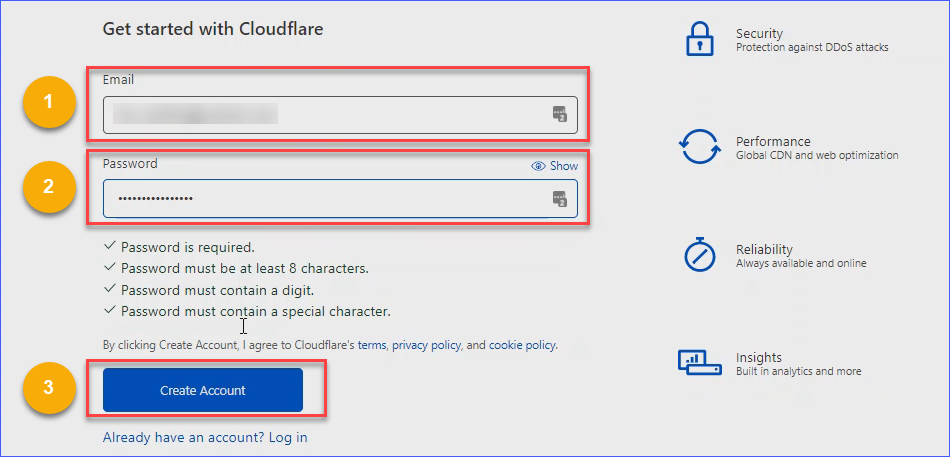 Get started with Cloudflare
1
Email
2
Password
Show
••••••••••••••••
Password is required.
Password must be at least 8 characters.
Password must contain a digit.
Password must contain a special character.
By clicking Create Account, I agree to Cloudflare's terms, privacy policy, and cookie policy.
3
Create Account
Already have an account? Log in
Security
Protection against DDoS attacks
Performance
Global CDN and web optimization
Reliability
Always available and online
Insights
Built in analytics and more